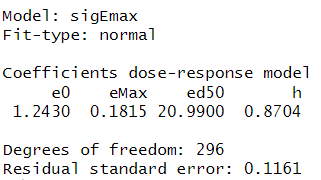 Model: sigEmax
Fit-type: normal
Coefficients dose-response model
e0 eMax ed50 h
1.2430 0.1815 20.9900 0.8704
Degrees of freedom: 296
Residual standard error: 0.1161